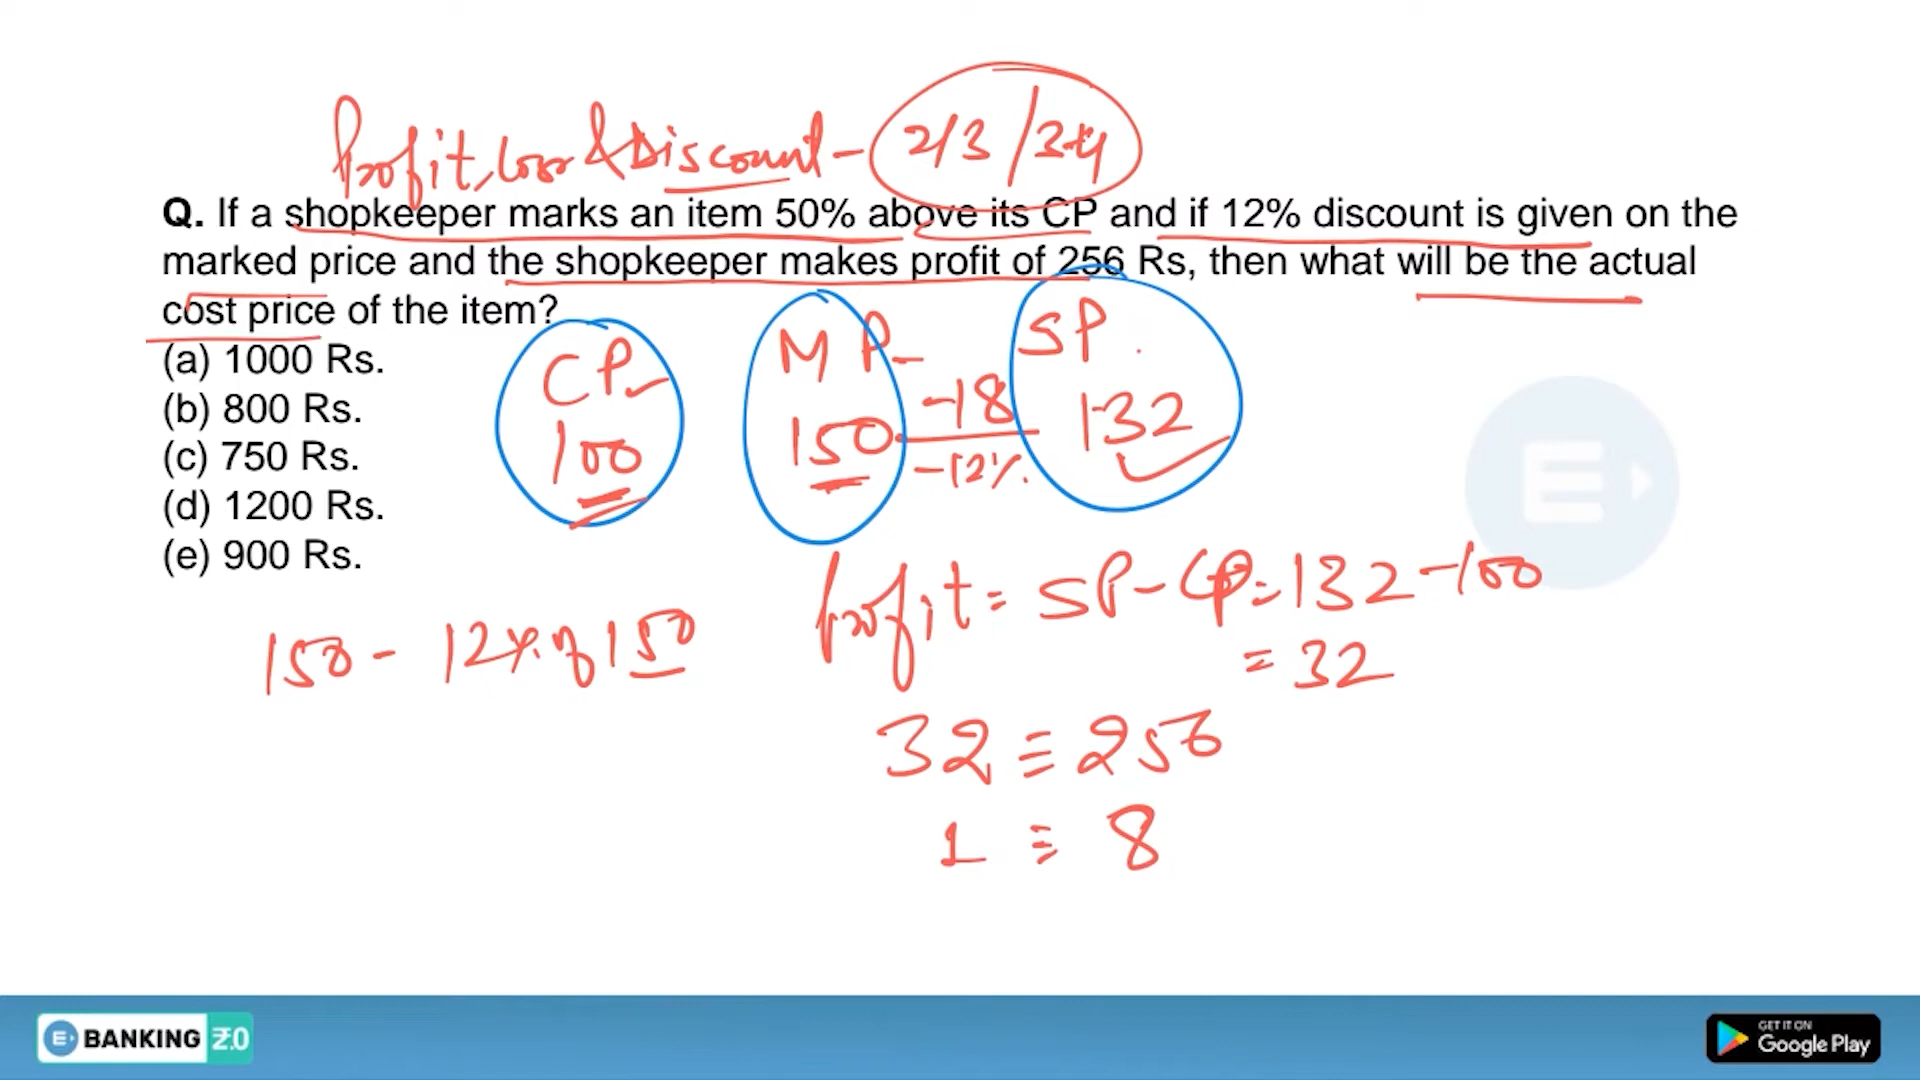 Profit, Loss & Discount - 2/3 / 3-4
Q. If a shopkeeper marks an item 50% above its CP and if 12% discount is given on the
marked price and the shopkeeper makes profit of 256 Rs, then what will be the actual
cost price of the item?
(a) 1000 Rs.
(b) 800 Rs.
(c) 750 Rs.
(d) 1200 Rs.
(e) 900 Rs.
CP MP SP
100 150 -18 132
-12%
150 - 12% of 150
Profit = SP - CP = 132 - 100
= 32
32 ≡ 256
1 ≡ 8
E
E BANKING 2.0
GET IT ON
Google Play